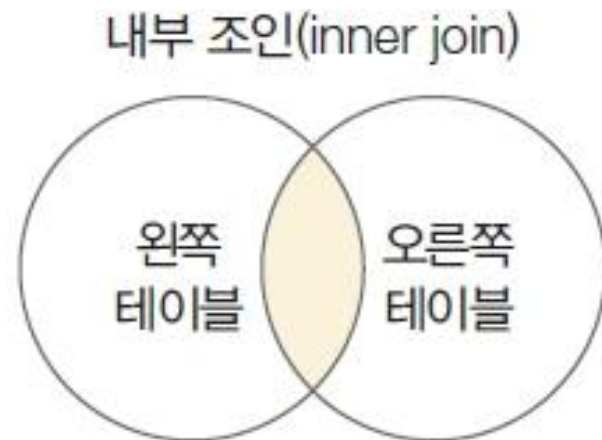 내부 조인(inner join)
왼쪽
테이블
오른쪽
테이블